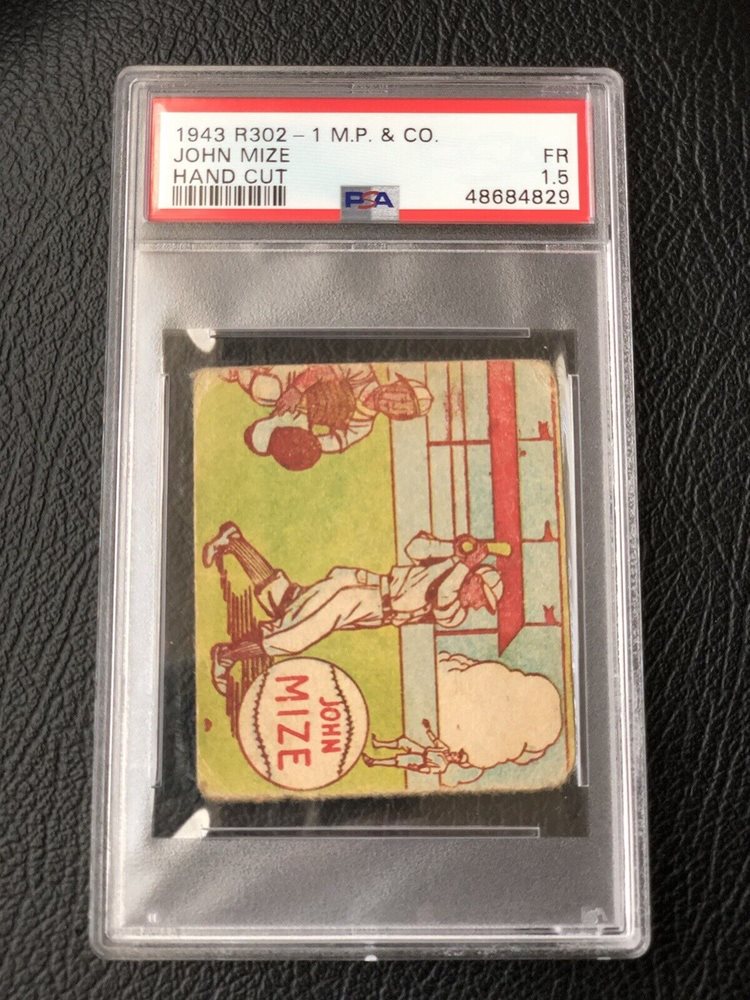 1943 R302-1 M.P. & CO.
JOHN MIZE FR
HAND CUT 1.5
PSA 48684829
JOHN
MIZE